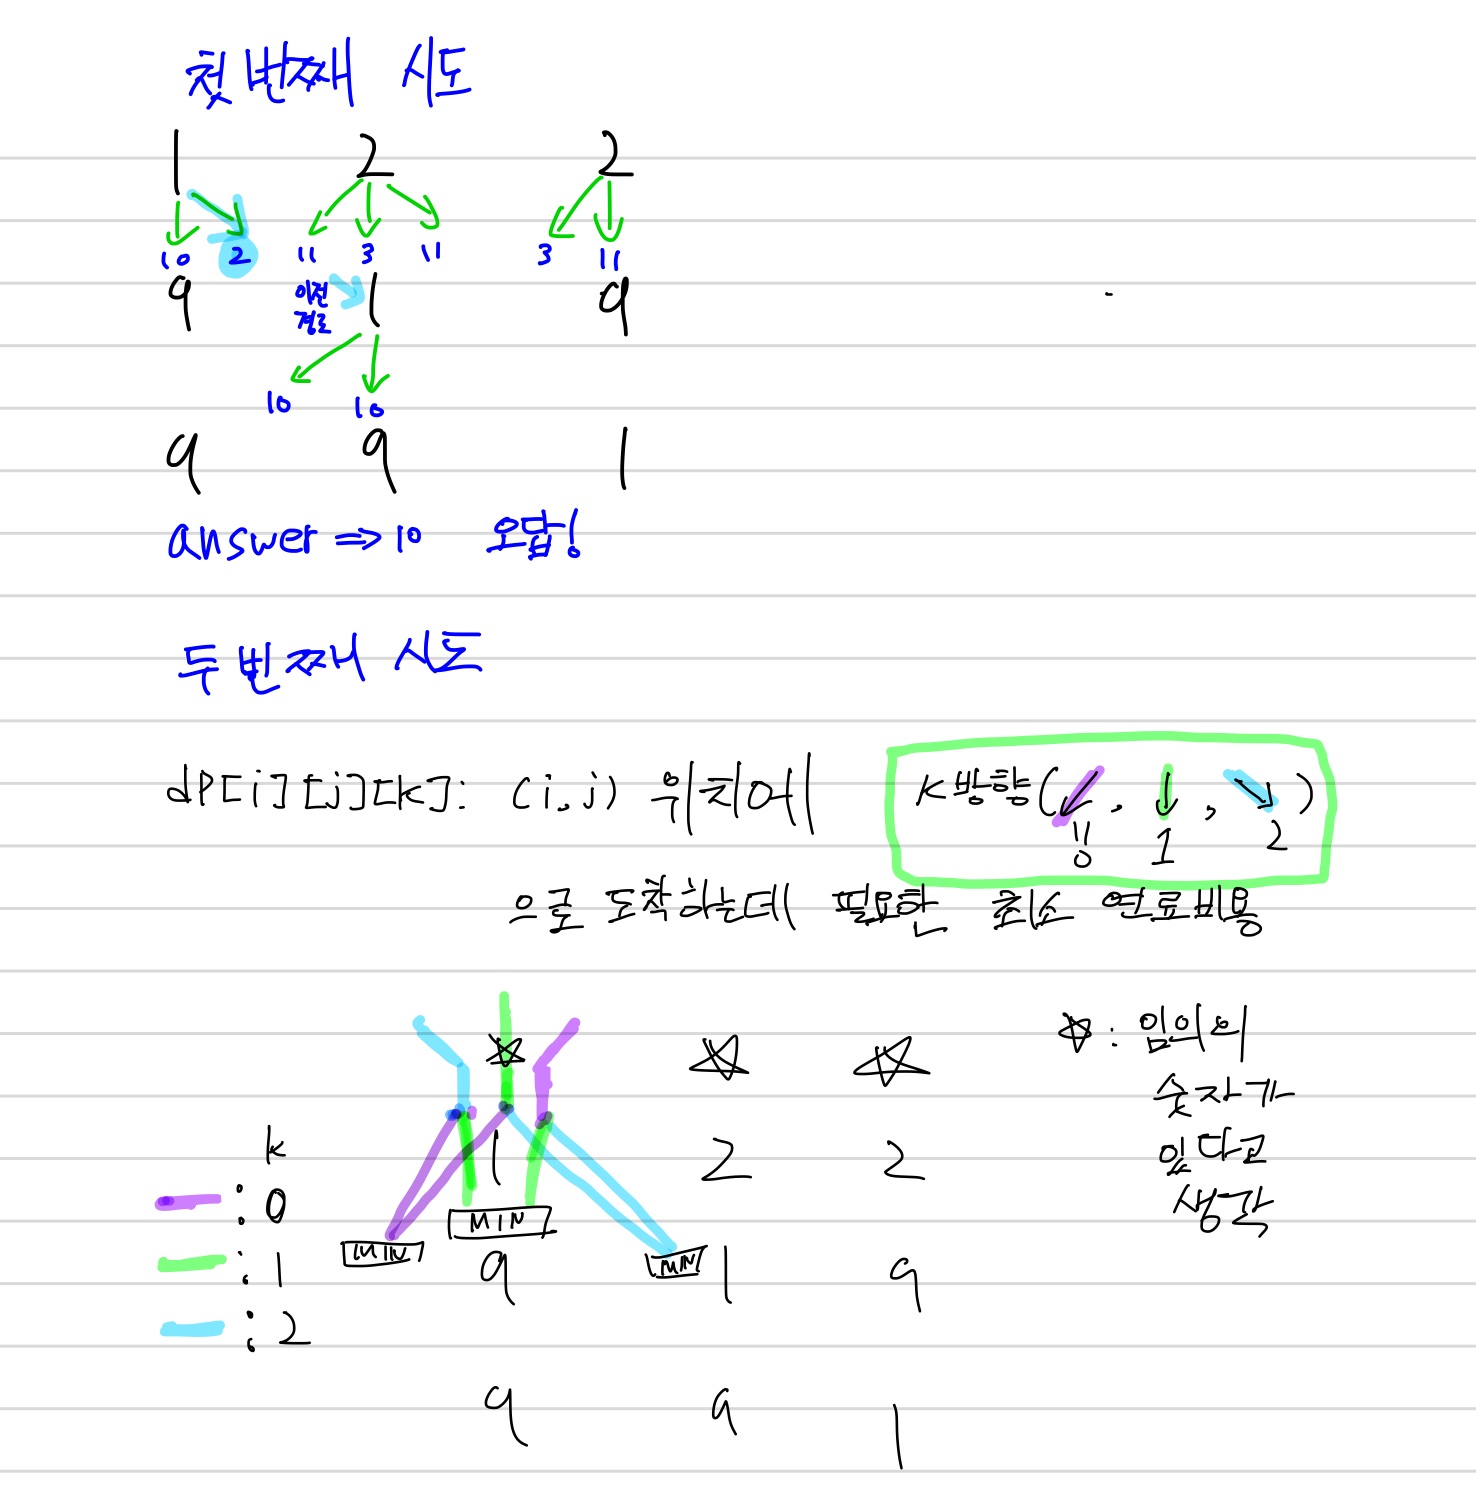 첫번째 시도
1 2 2
10 2 11 3 11 3 11
9 이전 1 9
경로
10 10
9 9 1
answer => 10 오답!
두번째 시도
dp[i][j][k]: (i,j) 위치에 K방향(↙, ↓, ↘)
0 1 2
으로 도착하는데 필요한 최소 연료비용
☆ ☆ ☆ ☆: 임의의
숫자가
k 1 2 2 있다고
: 0 MIN 생각
MIN MIN
: 1 9 1 9
: 2
9 9 1